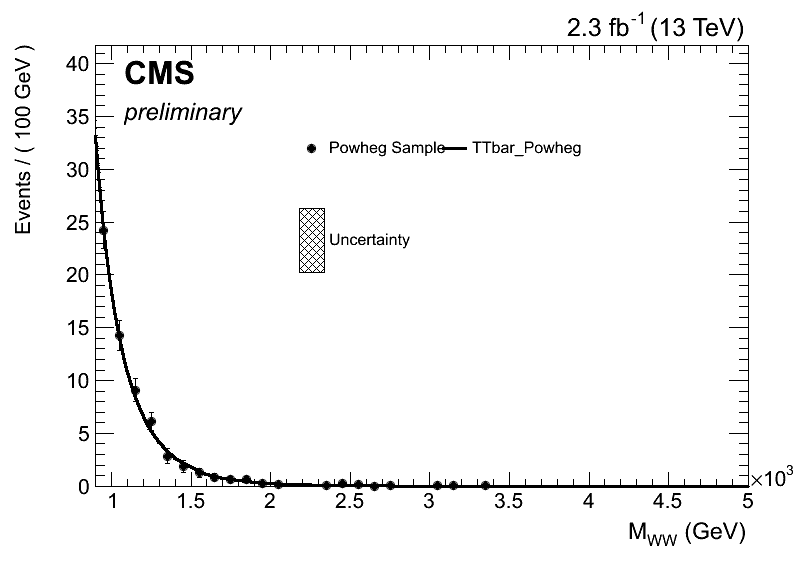 2.3 fb⁻¹ (13 TeV)
Events / ( 100 GeV )
40
35
30
25
20
15
10
5
0
CMS
preliminary
Powheg Sample TTbar_Powheg
Uncertainty
1 1.5 2 2.5 3 3.5 4 4.5 5
×10³
M_WW (GeV)